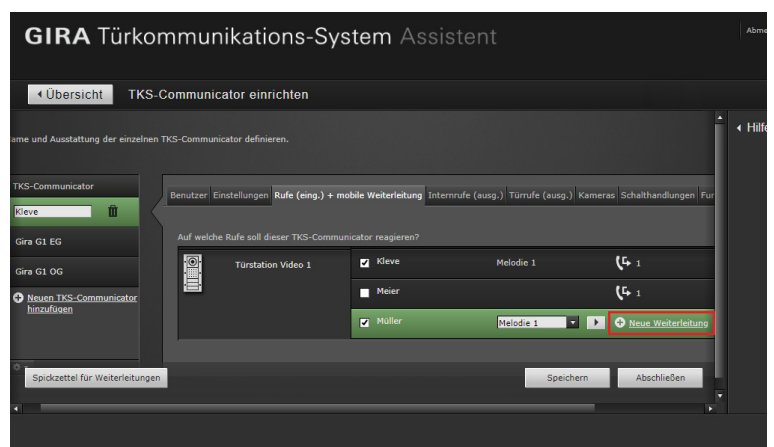 GIRA Türkommunikations-System Assistent
Übersicht
TKS-Communicator einrichten
Hilfe
ame und Ausstattung der einzelnen TKS-Communicator definieren.
TKS-Communicator
Kleve
Gira G1 EG
Gira G1 OG
Neuen TKS-Communicator
hinzufügen
Benutzer Einstellungen Rufe (eing.) + mobile Weiterleitung Internrufe (ausg.) Türrufe (ausg.) Kameras Schalthandlungen
Auf welche Rufe soll dieser TKS-Communicator reagieren?
Türstation Video 1
Kleve Melodie 1 1
Meier 1
Müller Melodie 1 Neue Weiterleitung
Spickzettel für Weiterleitungen
Speichern
Abschließen